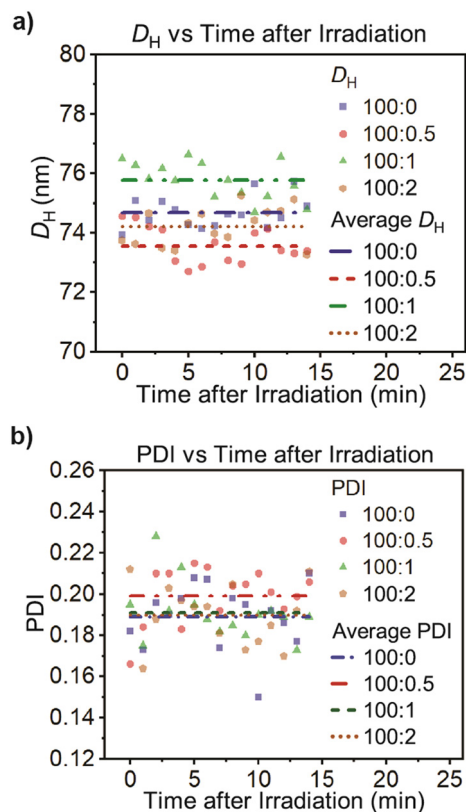 a)
D_H vs Time after Irradiation
80
78
76
74
72
70
D_H (nm)
0 5 10 15 20 25
Time after Irradiation (min)
D_H
100:0
100:0.5
100:1
100:2
Average D_H
100:0
100:0.5
100:1
100:2
b)
PDI vs Time after Irradiation
0.26
0.24
0.22
0.20
0.18
0.16
0.14
0.12
PDI
0 5 10 15 20 25
Time after Irradiation (min)
PDI
100:0
100:0.5
100:1
100:2
Average PDI
100:0
100:0.5
100:1
100:2